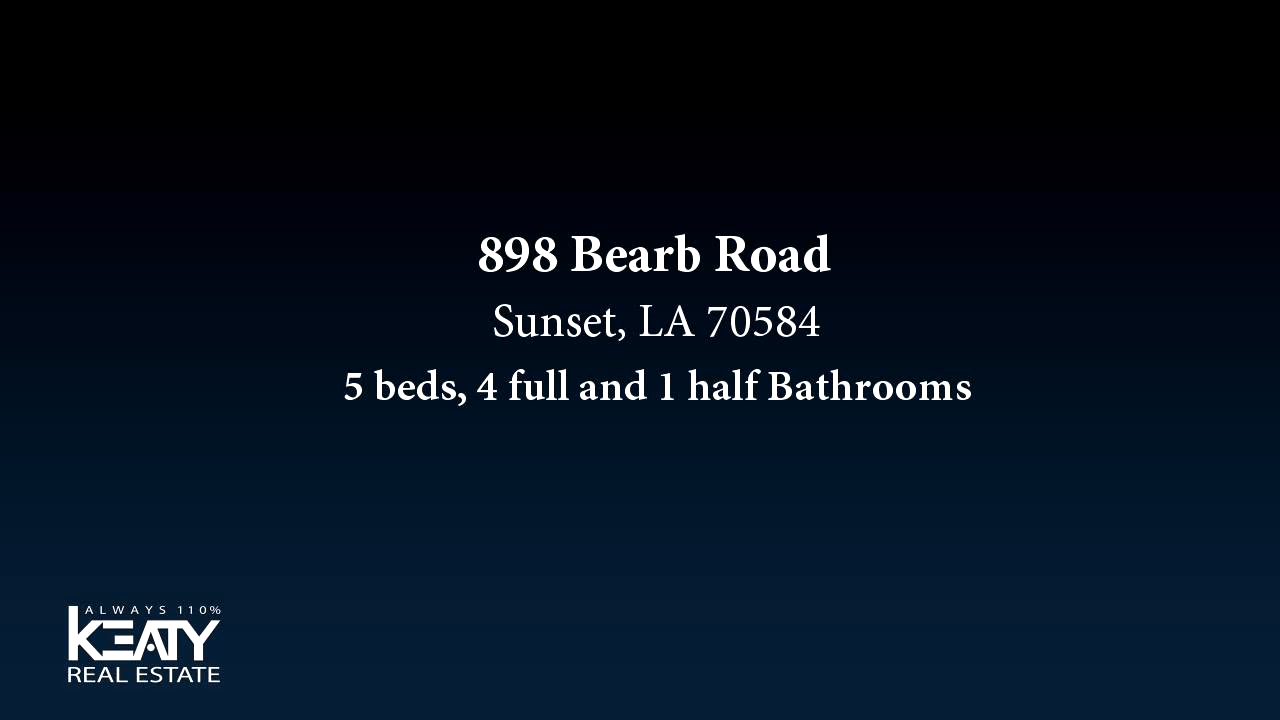 898 Bearb Road
Sunset, LA 70584
5 beds, 4 full and 1 half Bathrooms
ALWAYS 110%
KEATY
REAL ESTATE